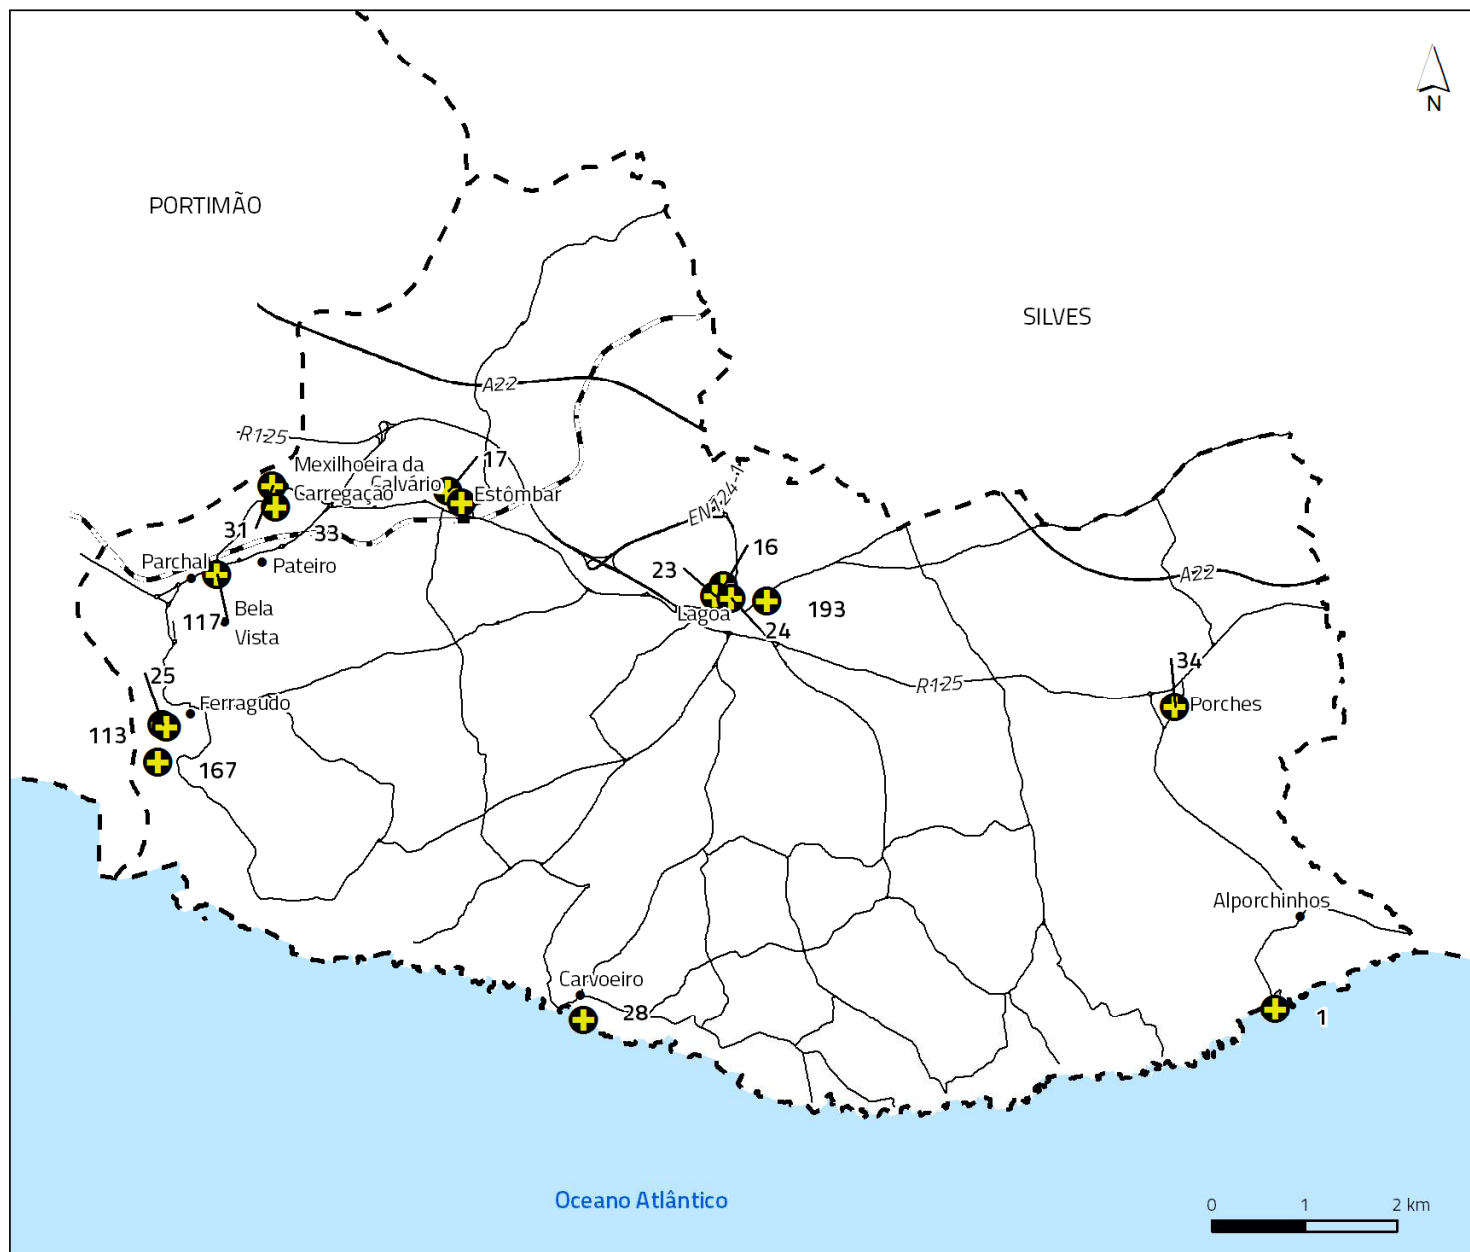 N
PORTIMÃO
SILVES
A22
R125
Mexilhoeira da
Carregação
Calvário
17
Estômbar
EN124-1
31
33
Parchal
Pateiro
16
23
A22
Bela
Vista
117
Lagoa
193
24
25
34
R125
Ferragudo
Porches
113
167
Alporchinhos
Carvoeiro
28
1
Oceano Atlântico
0 1 2 km